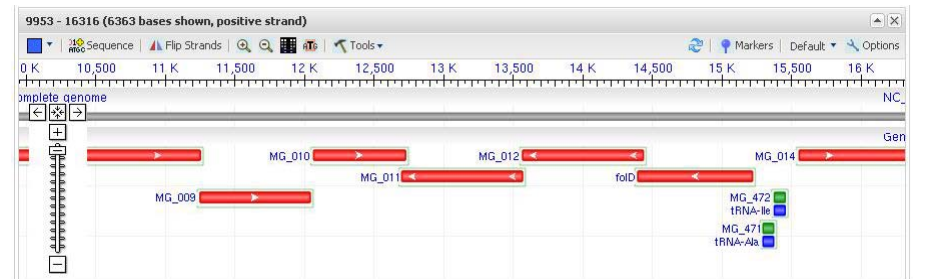 9953 - 16316 (6363 bases shown, positive strand)
Sequence Flip Strands ATG Tools Markers Default Options
0 K 10,500 11 K 11,500 12 K 12,500 13 K 13,500 14 K 14,500 15 K 15,500 16 K
omplete genome NC_
Gen
MG_010 MG_012 MG_014
MG_011 folD
MG_009 MG_472
tRNA-Ile
MG_471
tRNA-Ala